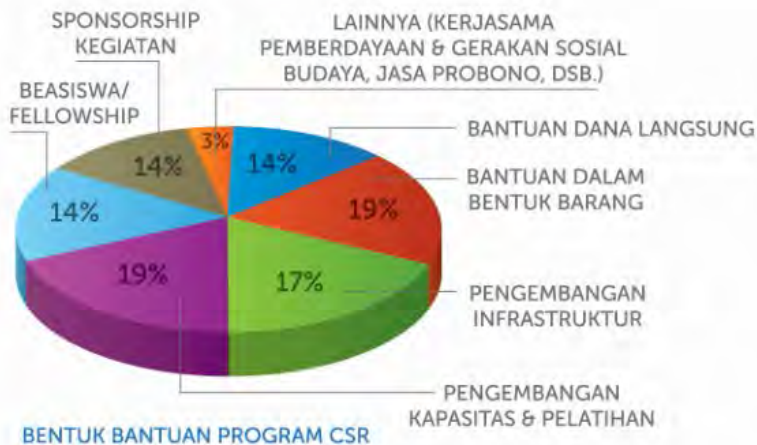 SPONSORSHIP
KEGIATAN
LAINNYA (KERJASAMA
PEMBERDAYAAN & GERAKAN SOSIAL
BUDAYA, JASA PROBONO, DSB.)
BEASISWA/
FELLOWSHIP
BANTUAN DANA LANGSUNG
BANTUAN DALAM
BENTUK BARANG
PENGEMBANGAN
INFRASTRUKTUR
PENGEMBANGAN
KAPASITAS & PELATIHAN
3%
14%
14%
19%
14%
19%
17%
BENTUK BANTUAN PROGRAM CSR